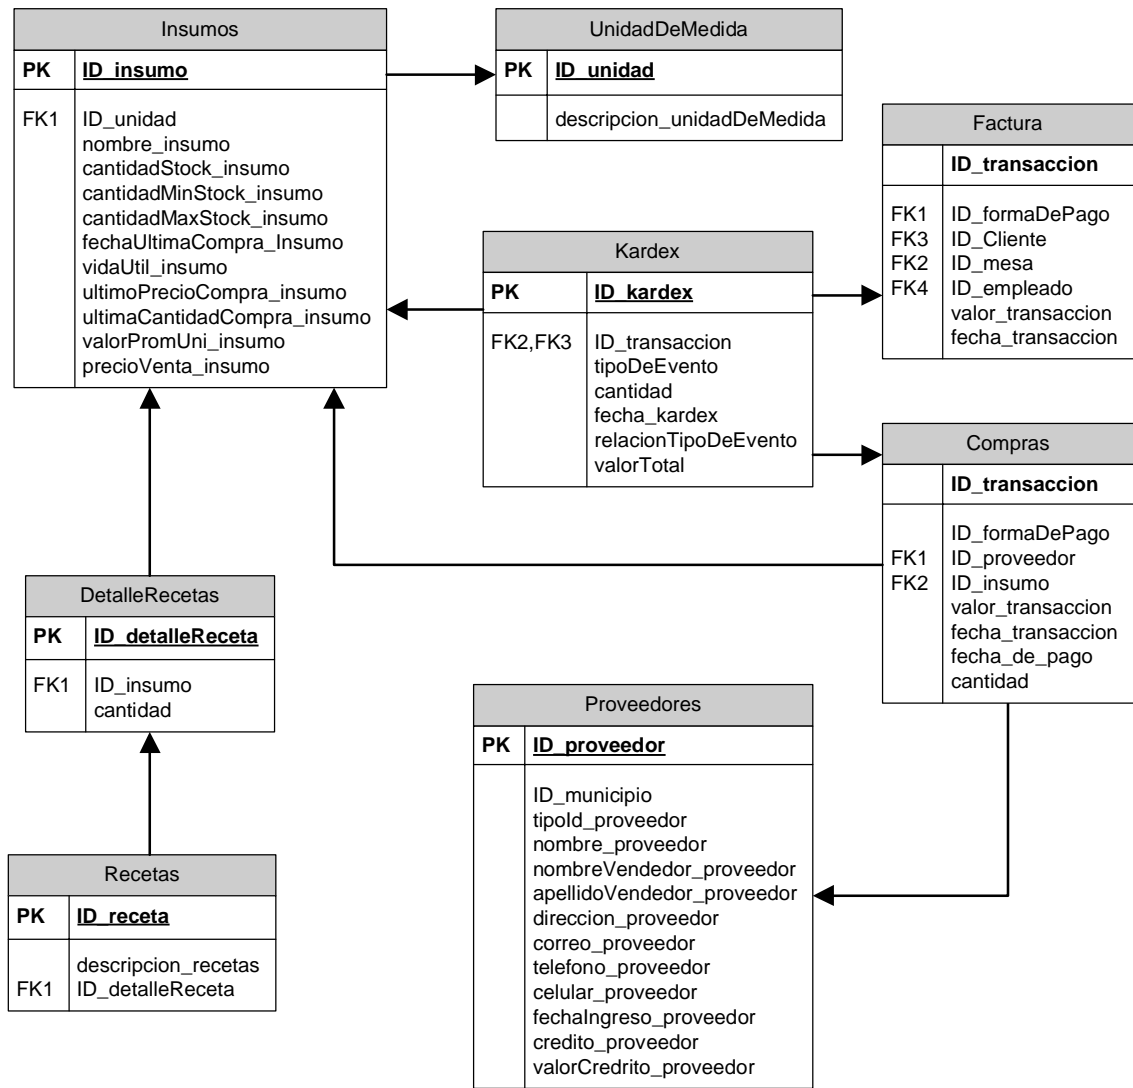 Insumos
PK ID_insumo
FK1 ID_unidad
nombre_insumo
cantidadStock_insumo
cantidadMinStock_insumo
cantidadMaxStock_insumo
fechaUltimaCompra_Insumo
vidaUtil_insumo
ultimoPrecioCompra_insumo
ultimaCantidadCompra_insumo
valorPromUni_insumo
precioVenta_insumo
UnidadDeMedida
PK ID_unidad
descripcion_unidadDeMedida
Factura
ID_transaccion
FK1 ID_formaDePago
FK3 ID_Cliente
FK2 ID_mesa
FK4 ID_empleado
valor_transaccion
fecha_transaccion
Kardex
PK ID_kardex
FK2,FK3 ID_transaccion
tipoDeEvento
cantidad
fecha_kardex
relacionTipoDeEvento
valorTotal
Compras
ID_transaccion
ID_formaDePago
FK1 ID_proveedor
FK2 ID_insumo
valor_transaccion
fecha_transaccion
fecha_de_pago
cantidad
DetalleRecetas
PK ID_detalleReceta
FK1 ID_insumo
cantidad
Proveedores
PK ID_proveedor
ID_municipio
tipoId_proveedor
nombre_proveedor
nombreVendedor_proveedor
apellidoVendedor_proveedor
direccion_proveedor
correo_proveedor
telefono_proveedor
celular_proveedor
fechaIngreso_proveedor
credito_proveedor
valorCredrito_proveedor
Recetas
PK ID_receta
descripcion_recetas
FK1 ID_detalleReceta